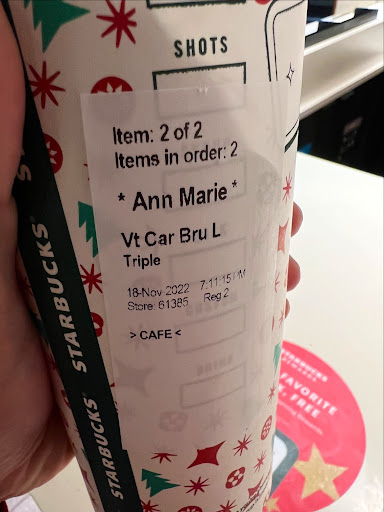 SHOTS
Item: 2 of 2
Items in order: 2
* Ann Marie *
Vt Car Bru L
Triple
18-Nov-2022 7:11:15 PM
Store: 61385 Reg 2
> CAFE <
STARBUCKS
STARBUCKS
STARBUCKS
STARBUCKS
FAVORITE
FREE